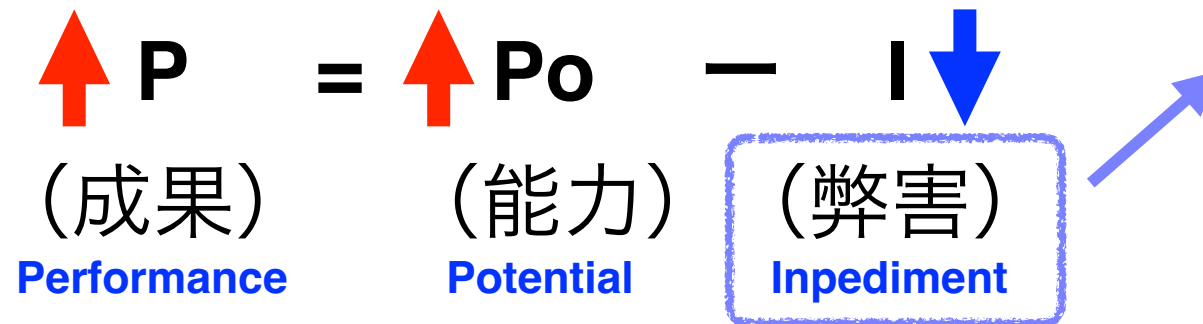 P = Po ー I
（成果） （能力） （弊害）
Performance Potential Inpediment